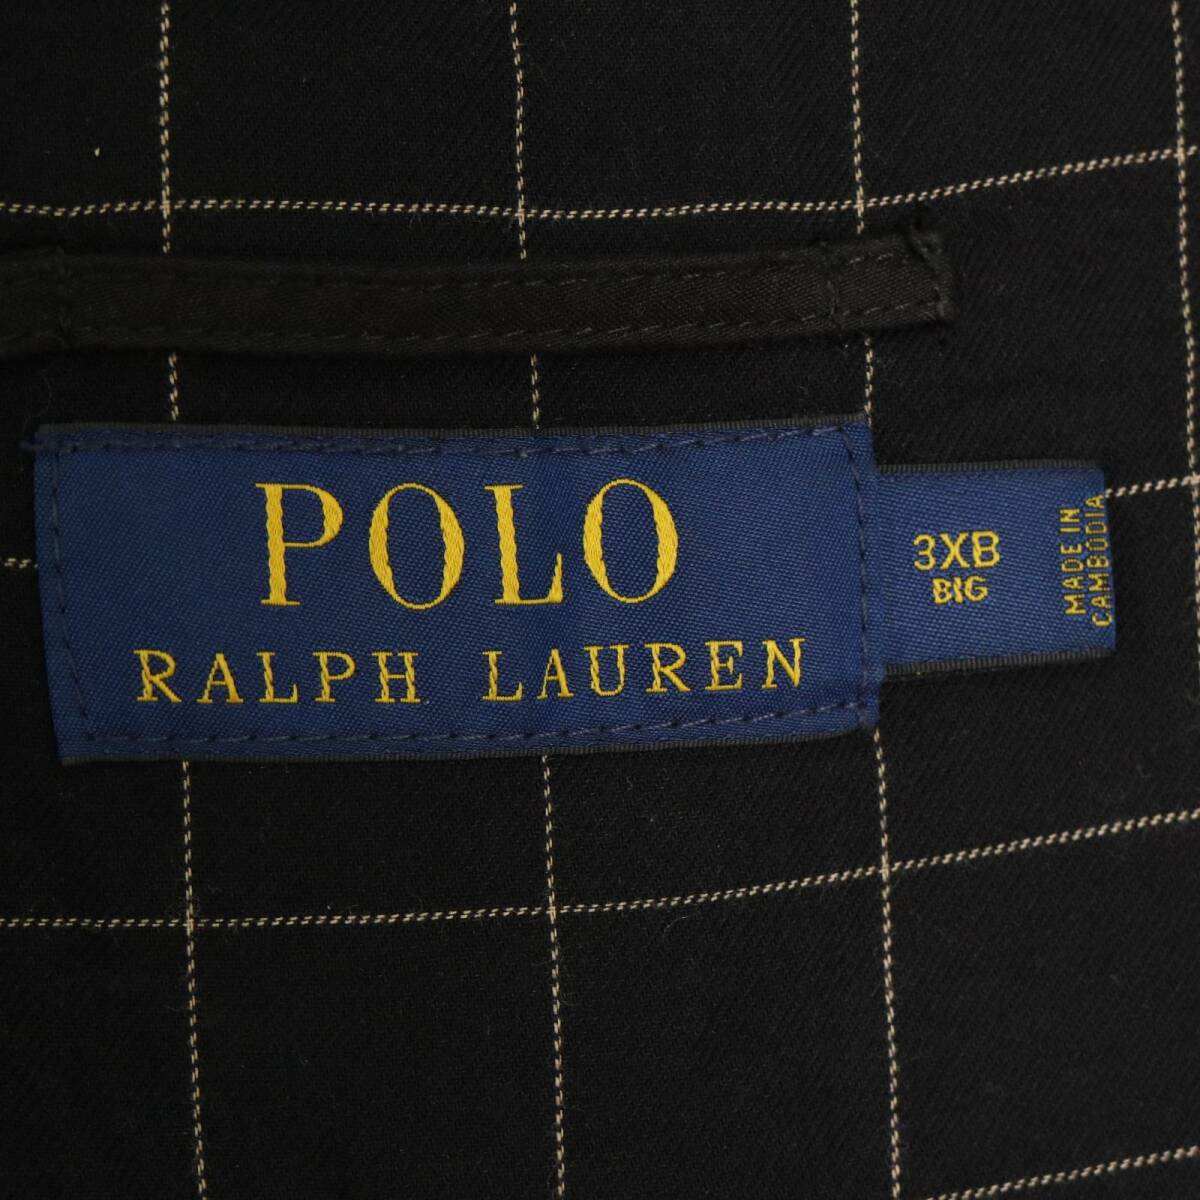 POLO
RALPH LAUREN
3XB
BIG
MADE IN
CAMBODIA